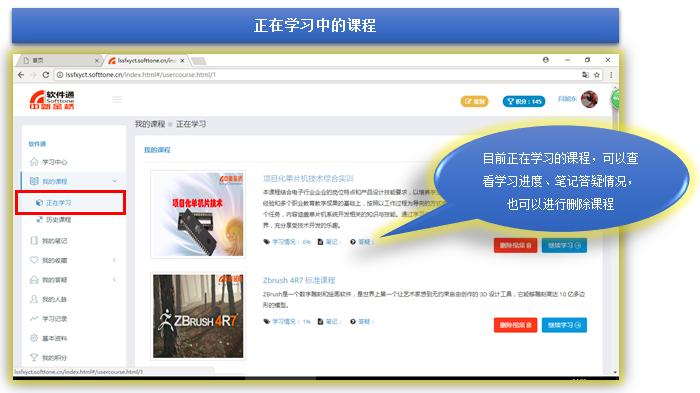 正在学习中的课程
首页
lssfxyct.softtone.cn/inde
lssfxyct.softtone.cn/index.html#/usercourse.html/1
软件通
Softtone
中新金桥
签到
积分：145
闫旭东
我的课程
正在学习
软件通
学习中心
我的课程
正在学习
历史课程
我的笔记
我的收藏
我的答疑
我的人脉
学习记录
基本资料
我的积分
我的课程
项目化单片机技术
项目化单片机技术综合实训
本课程结合电子行业企业的岗位特点和产品设计技能要求，以培养学
经验和多个职业教育教学成果的基础上，按照以工作过程为导向的方式
个任务，内容涵盖单片机系统开发相关的知识与技能。通过学习
界，充分享受技术开发的乐趣。
学习情况： 6%
笔记：
答疑：
删除视频
继续学习
目前正在学习的课程，可以查
看学习进度、笔记答疑情况，
也可以进行删除课程
ZBRUSH 4R7
Zbrush 4R7 标准课程
ZBrush是一个数字雕刻和绘画软件，是世界上第一个让艺术家感到无约束自由创作的 3D 设计工具，它能够雕刻高达 10 亿多边
形的模型。
学习情况： 1%
笔记：
答疑：
删除视频
继续学习
lssfxyct.softtone.cn/index.html#/usercourse.html/1